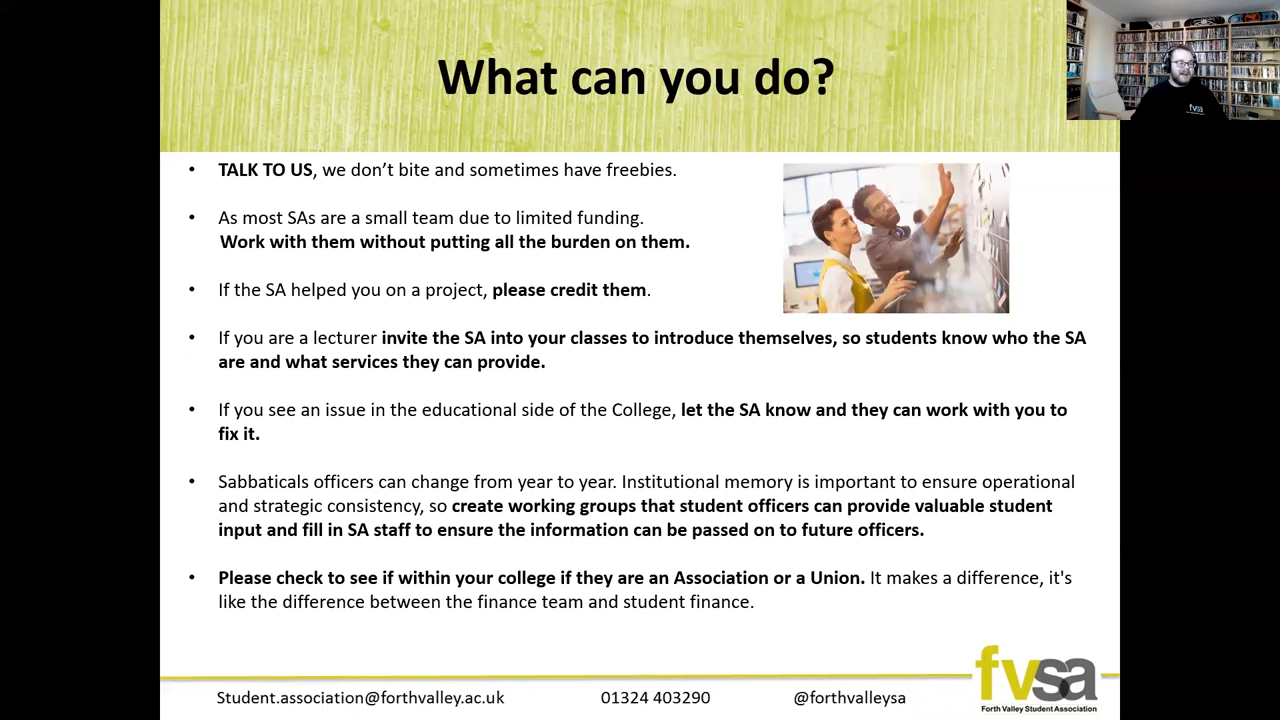 What can you do?
fvsa
• TALK TO US, we don’t bite and sometimes have freebies.
• As most SAs are a small team due to limited funding.
Work with them without putting all the burden on them.
• If the SA helped you on a project, please credit them.
• If you are a lecturer invite the SA into your classes to introduce themselves, so students know who the SA
are and what services they can provide.
• If you see an issue in the educational side of the College, let the SA know and they can work with you to
fix it.
• Sabbaticals officers can change from year to year. Institutional memory is important to ensure operational
and strategic consistency, so create working groups that student officers can provide valuable student
input and fill in SA staff to ensure the information can be passed on to future officers.
• Please check to see if within your college if they are an Association or a Union. It makes a difference, it's
like the difference between the finance team and student finance.
Student.association@forthvalley.ac.uk 01324 403290 @forthvalleysa
fvsa
Forth Valley Student Association